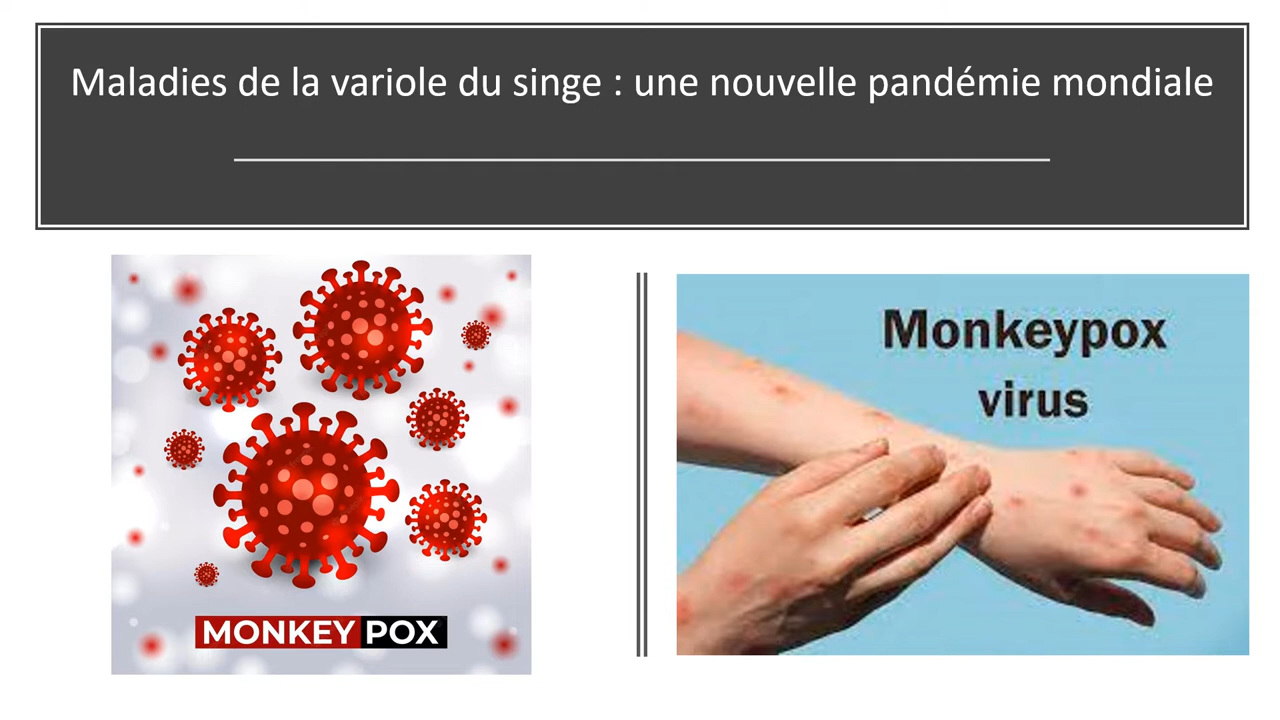 Maladies de la variole du singe : une nouvelle pandémie mondiale
MONKEY POX
Monkeypox
virus